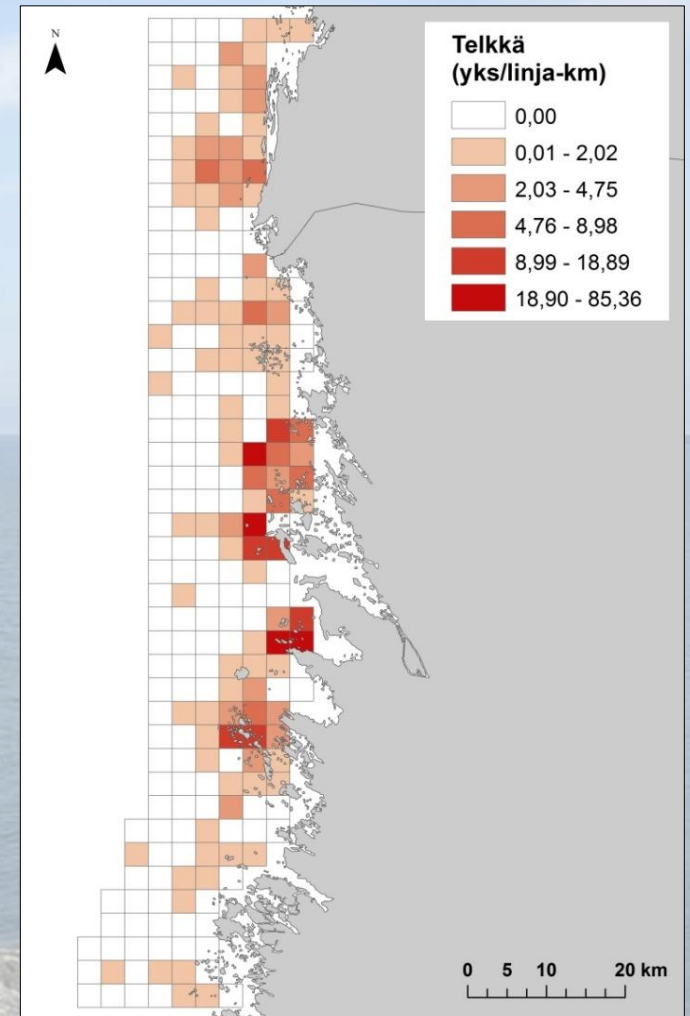 N
Telkkä
(yks/linja-km)
0,00
0,01 - 2,02
2,03 - 4,75
4,76 - 8,98
8,99 - 18,89
18,90 - 85,36
0 5 10 20 km